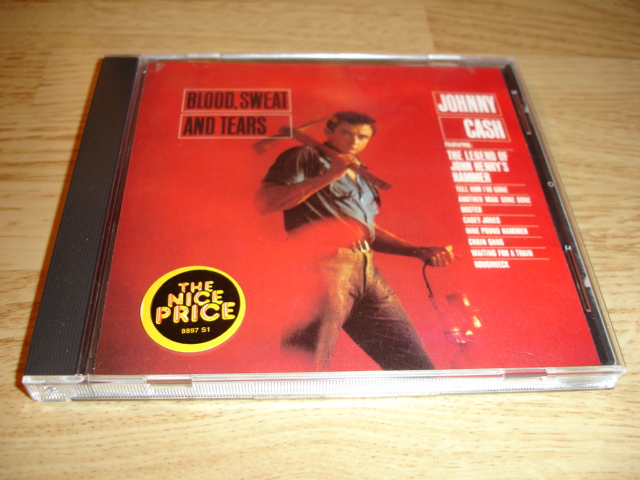 BLOOD, SWEAT
AND TEARS
JOHNNY
CASH
featuring:
THE LEGEND OF
JOHN HENRY'S
HAMMER
TELL HIM I'M GONE
ANOTHER MAN DONE GONE
BUSTED
CASEY JONES
NINE POUND HAMMER
CHAIN GANG
WAITING FOR A TRAIN
ROUGHNECK
THE
NICE
PRICE
8897 S1